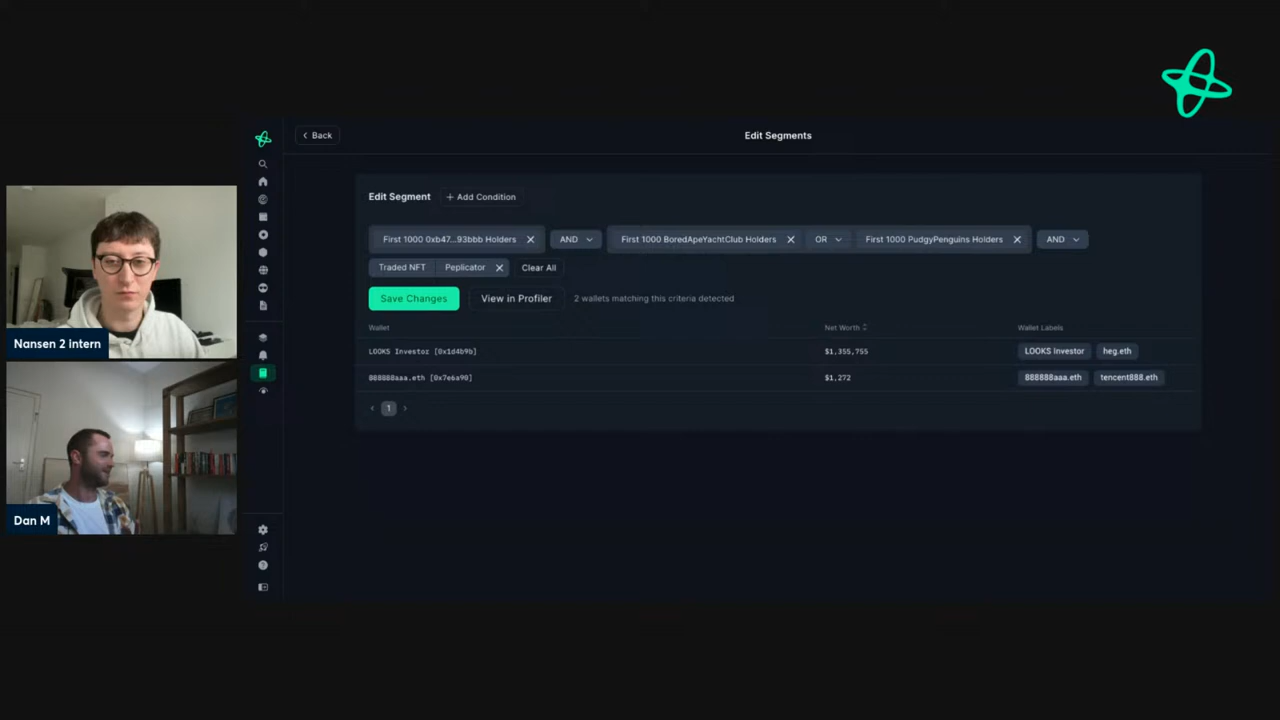 Back
Edit Segments
Edit Segment + Add Condition
First 1000 0xb47...93bbb Holders AND First 1000 BoredApeYachtClub Holders OR First 1000 PudgyPenguins Holders AND
Traded NFT Peplicator Clear All
Save Changes View in Profiler 2 wallets matching this criteria detected
Wallet Net Worth Wallet Labels
LOOKS Investor [0x1d4b9b] $1,355,755 LOOKS Investor heg.eth
888888aaa.eth [0x7e6a90] $1,272 888888aaa.eth tencent888.eth
1
Nansen 2 Intern
Dan M